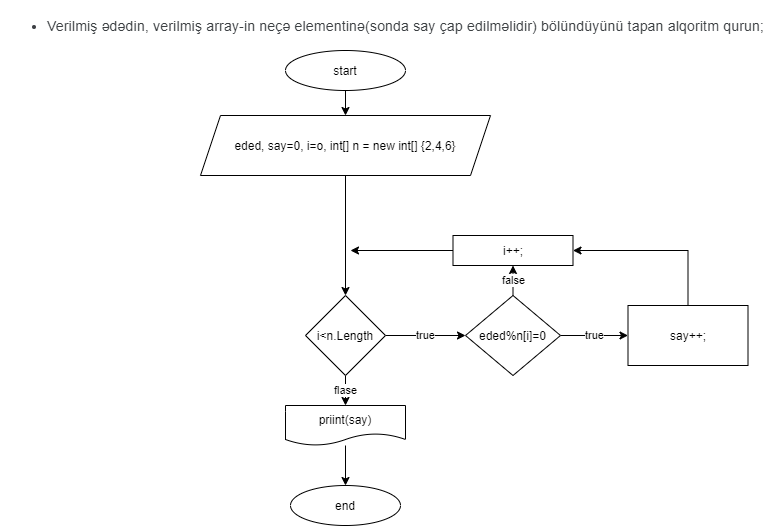 • Verilmiş ədədin, verilmiş array-in neçə elementinə(sonda say çap edilməlidir) bölündüyünü tapan alqoritm qurun;
start
eded, say=0, i=o, int[] n = new int[] {2,4,6}
i++;
false
i<n.Length
true
eded%n[i]=0
true
say++;
flase
priint(say)
end